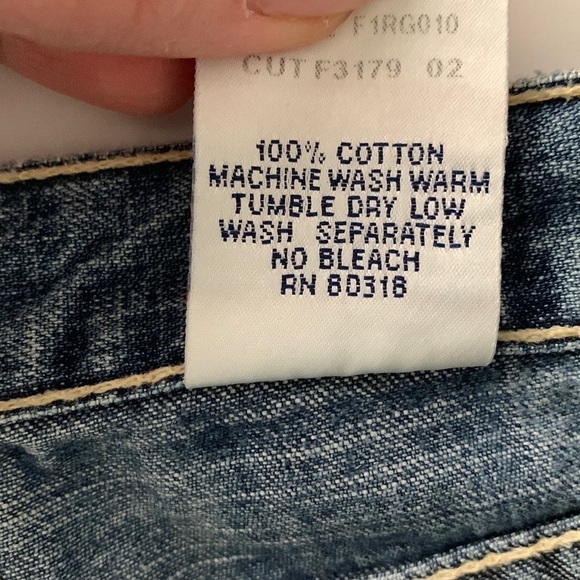 F1RG010
CUT F3179 02
100% COTTON
MACHINE WASH WARM
TUMBLE DRY LOW
WASH SEPARATELY
NO BLEACH
RN 80318